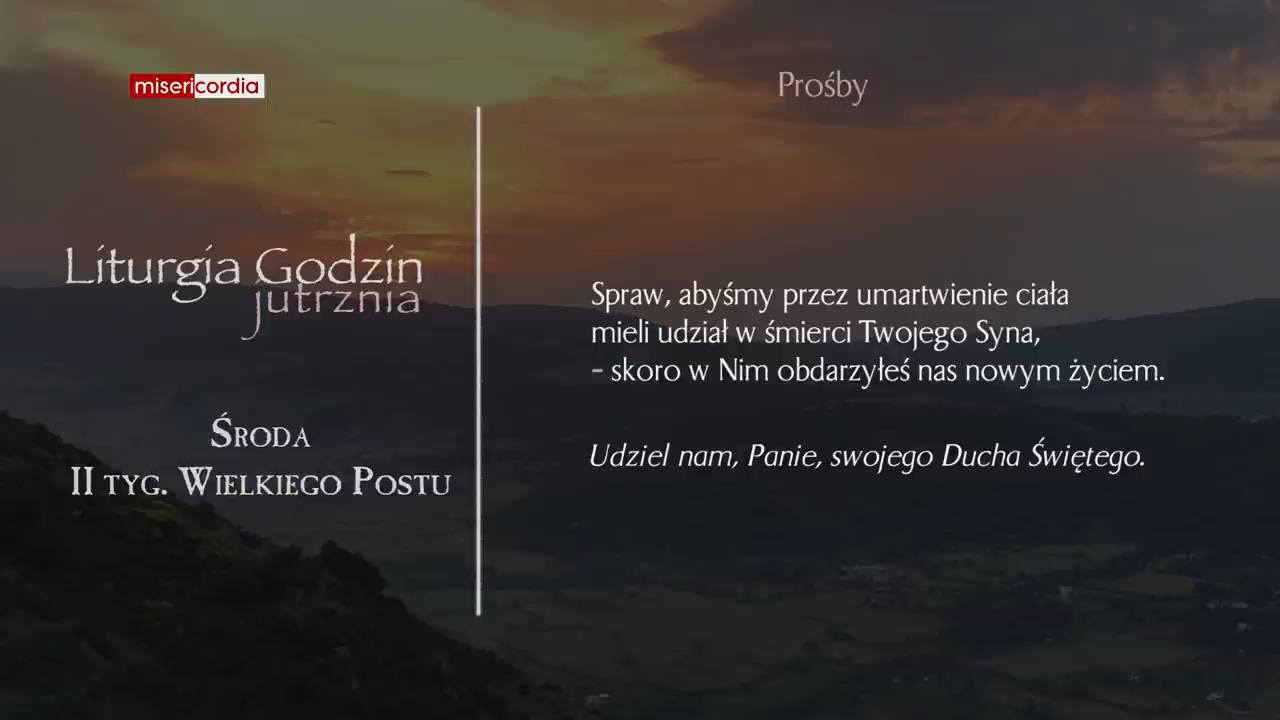 misericordia
Prośby
Liturgia Godzin
jutrznia
Środa
II tyg. Wielkiego Postu
Spraw, abyśmy przez umartwienie ciała
mieli udział w śmierci Twojego Syna,
- skoro w Nim obdarzyłeś nas nowym życiem.
Udziel nam, Panie, swojego Ducha Świętego.